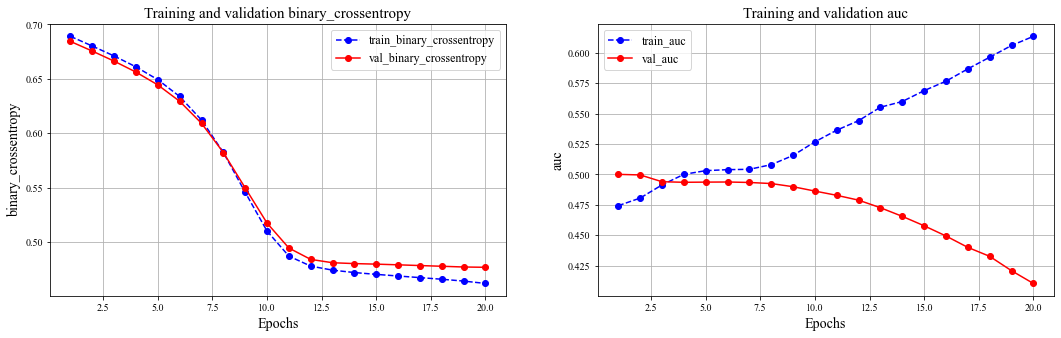 Training and validation binary_crossentropy
0.70
0.65
0.60
0.55
0.50
binary_crossentropy
train_binary_crossentropy
val_binary_crossentropy
2.5 5.0 7.5 10.0 12.5 15.0 17.5 20.0
Epochs
Training and validation auc
0.600
0.575
0.550
0.525
0.500
0.475
0.450
0.425
auc
train_auc
val_auc
2.5 5.0 7.5 10.0 12.5 15.0 17.5 20.0
Epochs